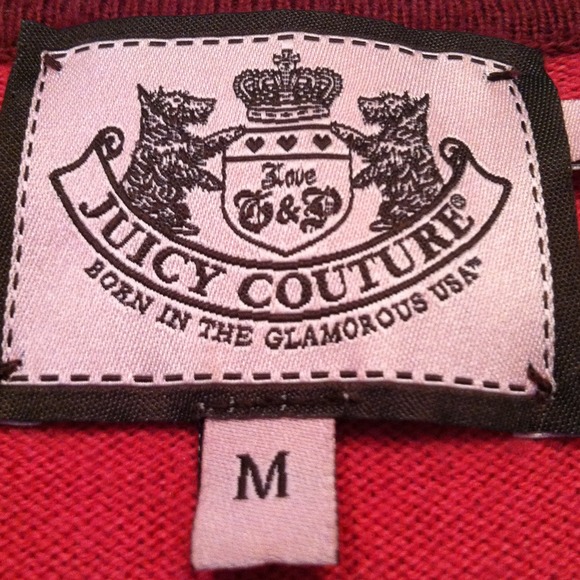 Love
G&P
JUICY COUTURE®
BORN IN THE GLAMOROUS USA™
M